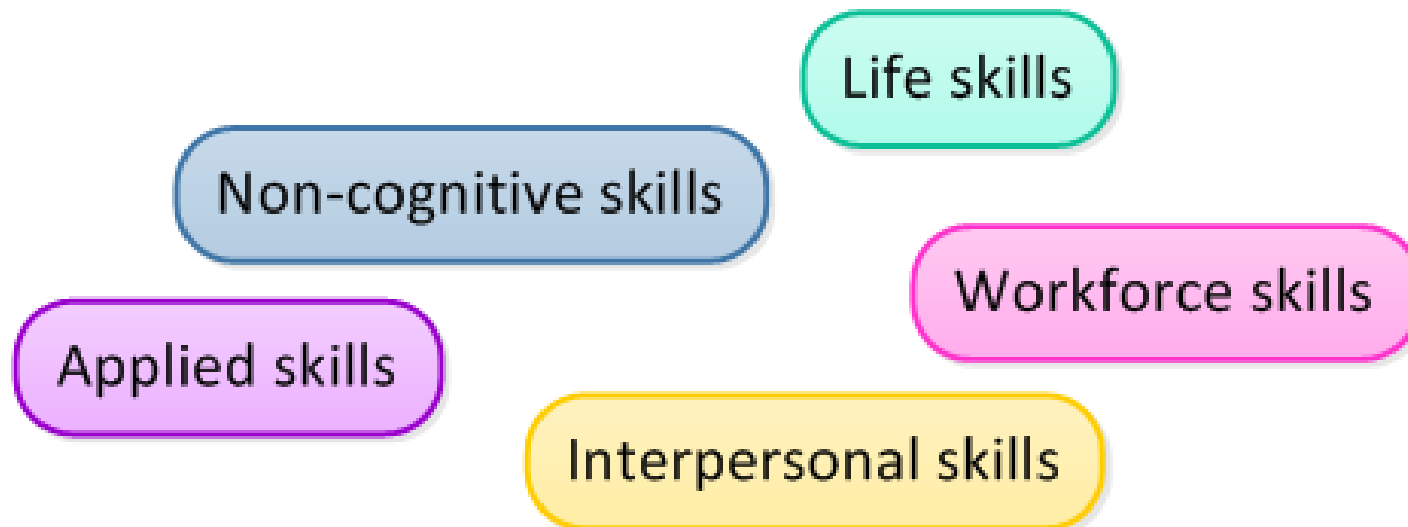 Life skills
Non-cognitive skills
Workforce skills
Applied skills
Interpersonal skills